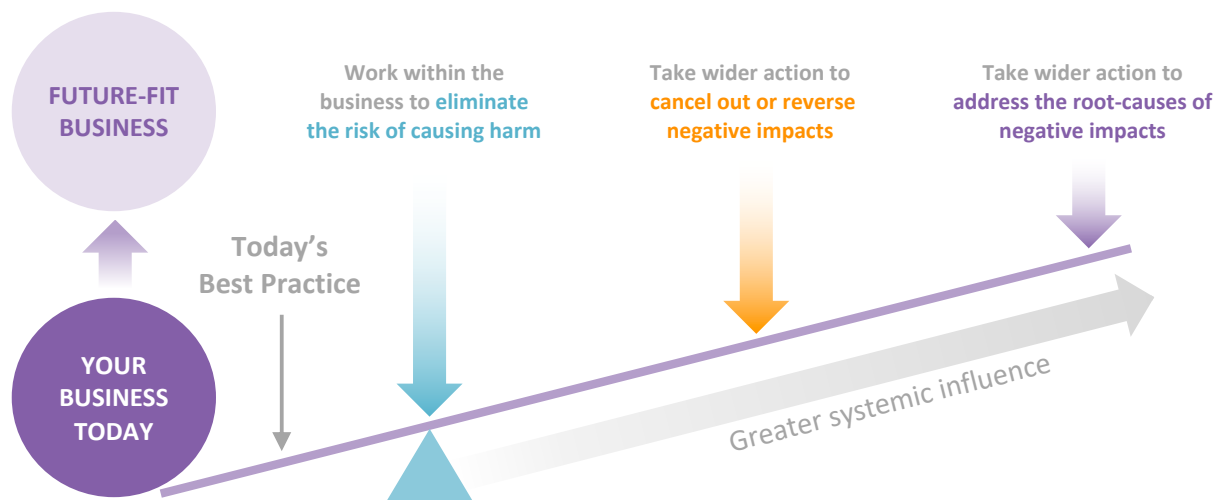 FUTURE-FIT
BUSINESS
Work within the
business to eliminate
the risk of causing harm
Take wider action to
cancel out or reverse
negative impacts
Take wider action to
address the root-causes of
negative impacts
Today's
Best Practice
YOUR
BUSINESS
TODAY
Greater systemic influence